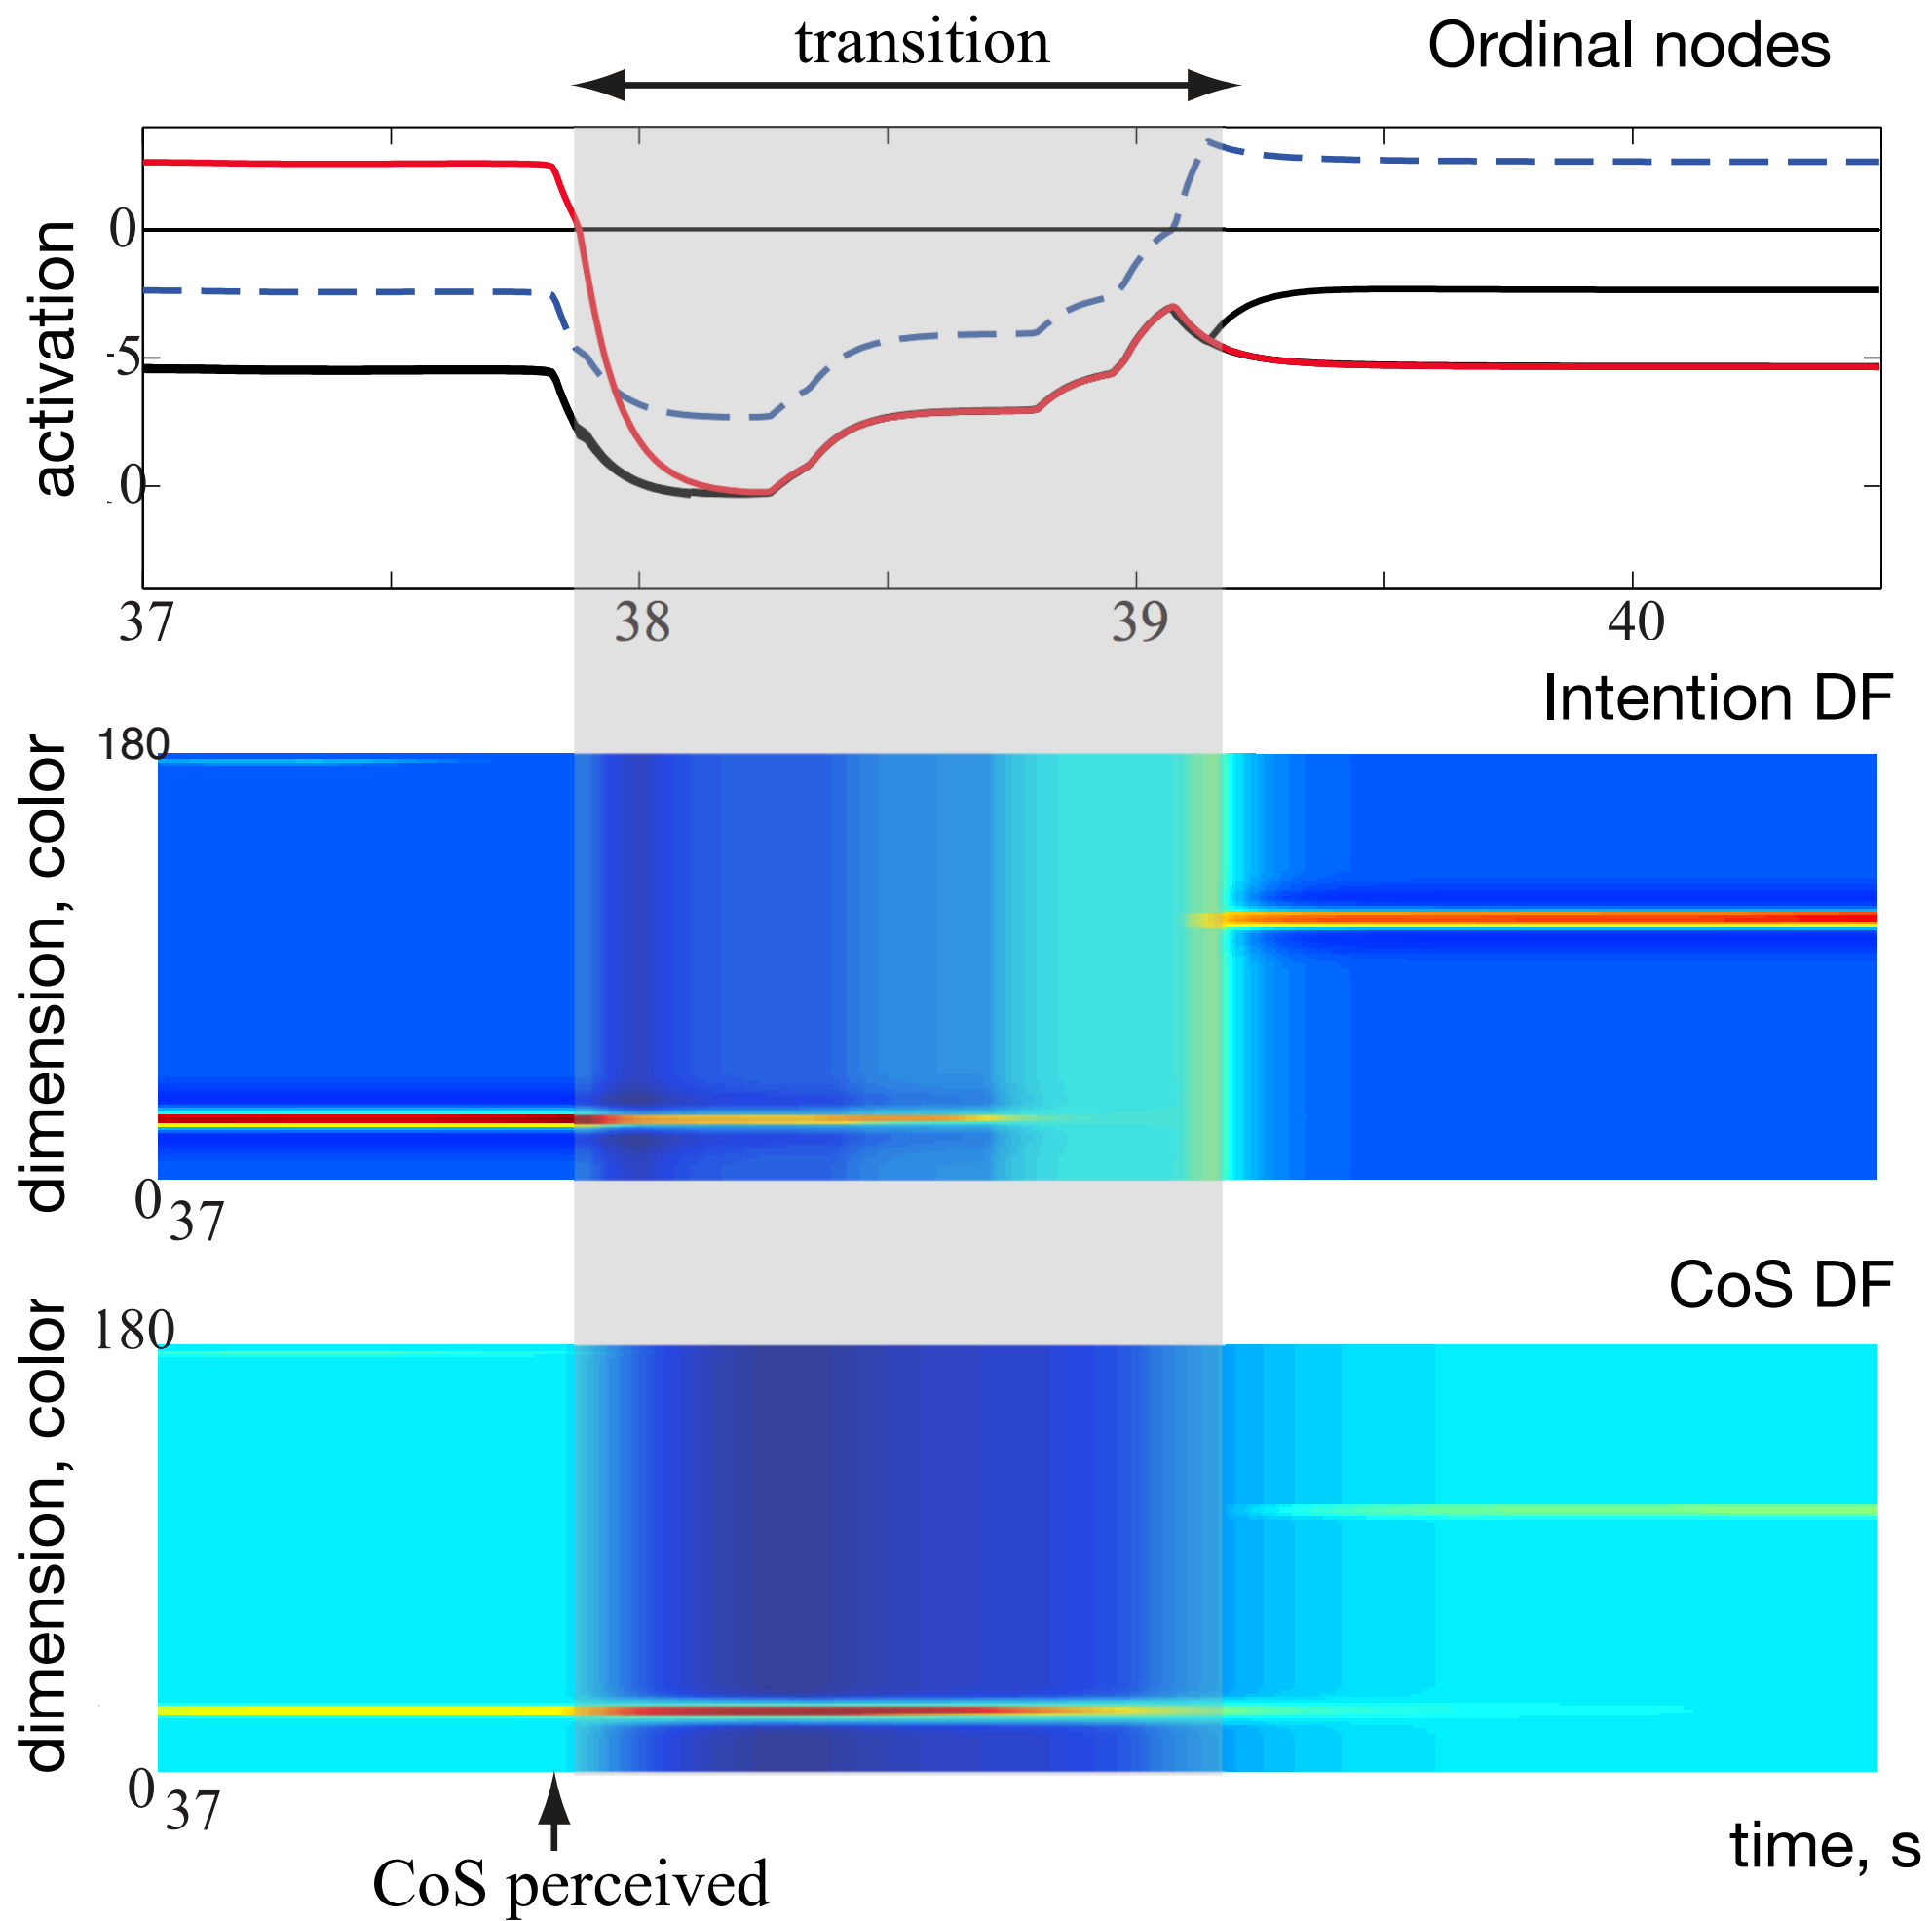 transition
Ordinal nodes
activation
0
-5
.0
37 38 39 40
Intention DF
dimension, color
180
0
37
CoS DF
dimension, color
180
0
37
time, s
CoS perceived